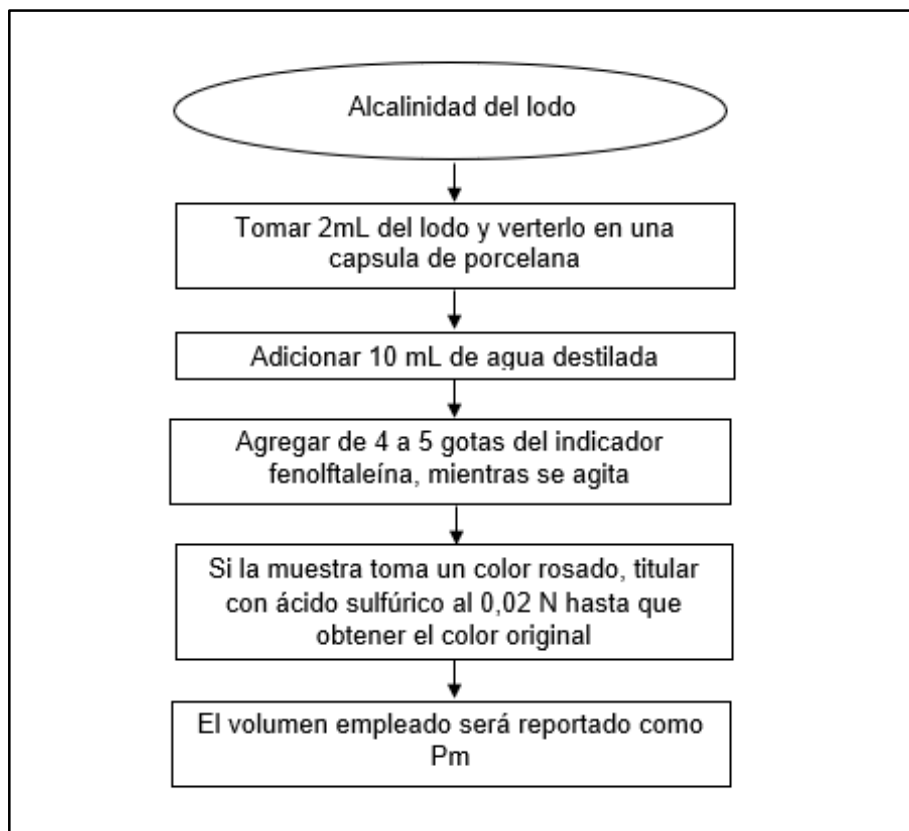 Alcalinidad del lodo
Tomar 2mL del lodo y verterlo en una
capsula de porcelana
Adicionar 10 mL de agua destilada
Agregar de 4 a 5 gotas del indicador
fenolftaleína, mientras se agita
Si la muestra toma un color rosado, titular
con ácido sulfúrico al 0,02 N hasta que
obtener el color original
El volumen empleado será reportado como
Pm